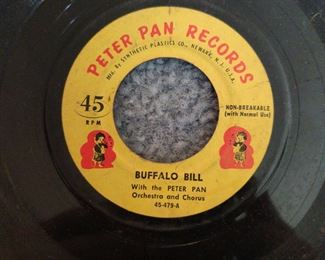 PETER PAN RECORDS
MFG. By SYNTHETIC PLASTICS CO., NEWARK, N. J., U.S.A.
45
RPM
NON-BREAKABLE
(with Normal Use)
BUFFALO BILL
With the PETER PAN
Orchestra and Chorus
45-479-A